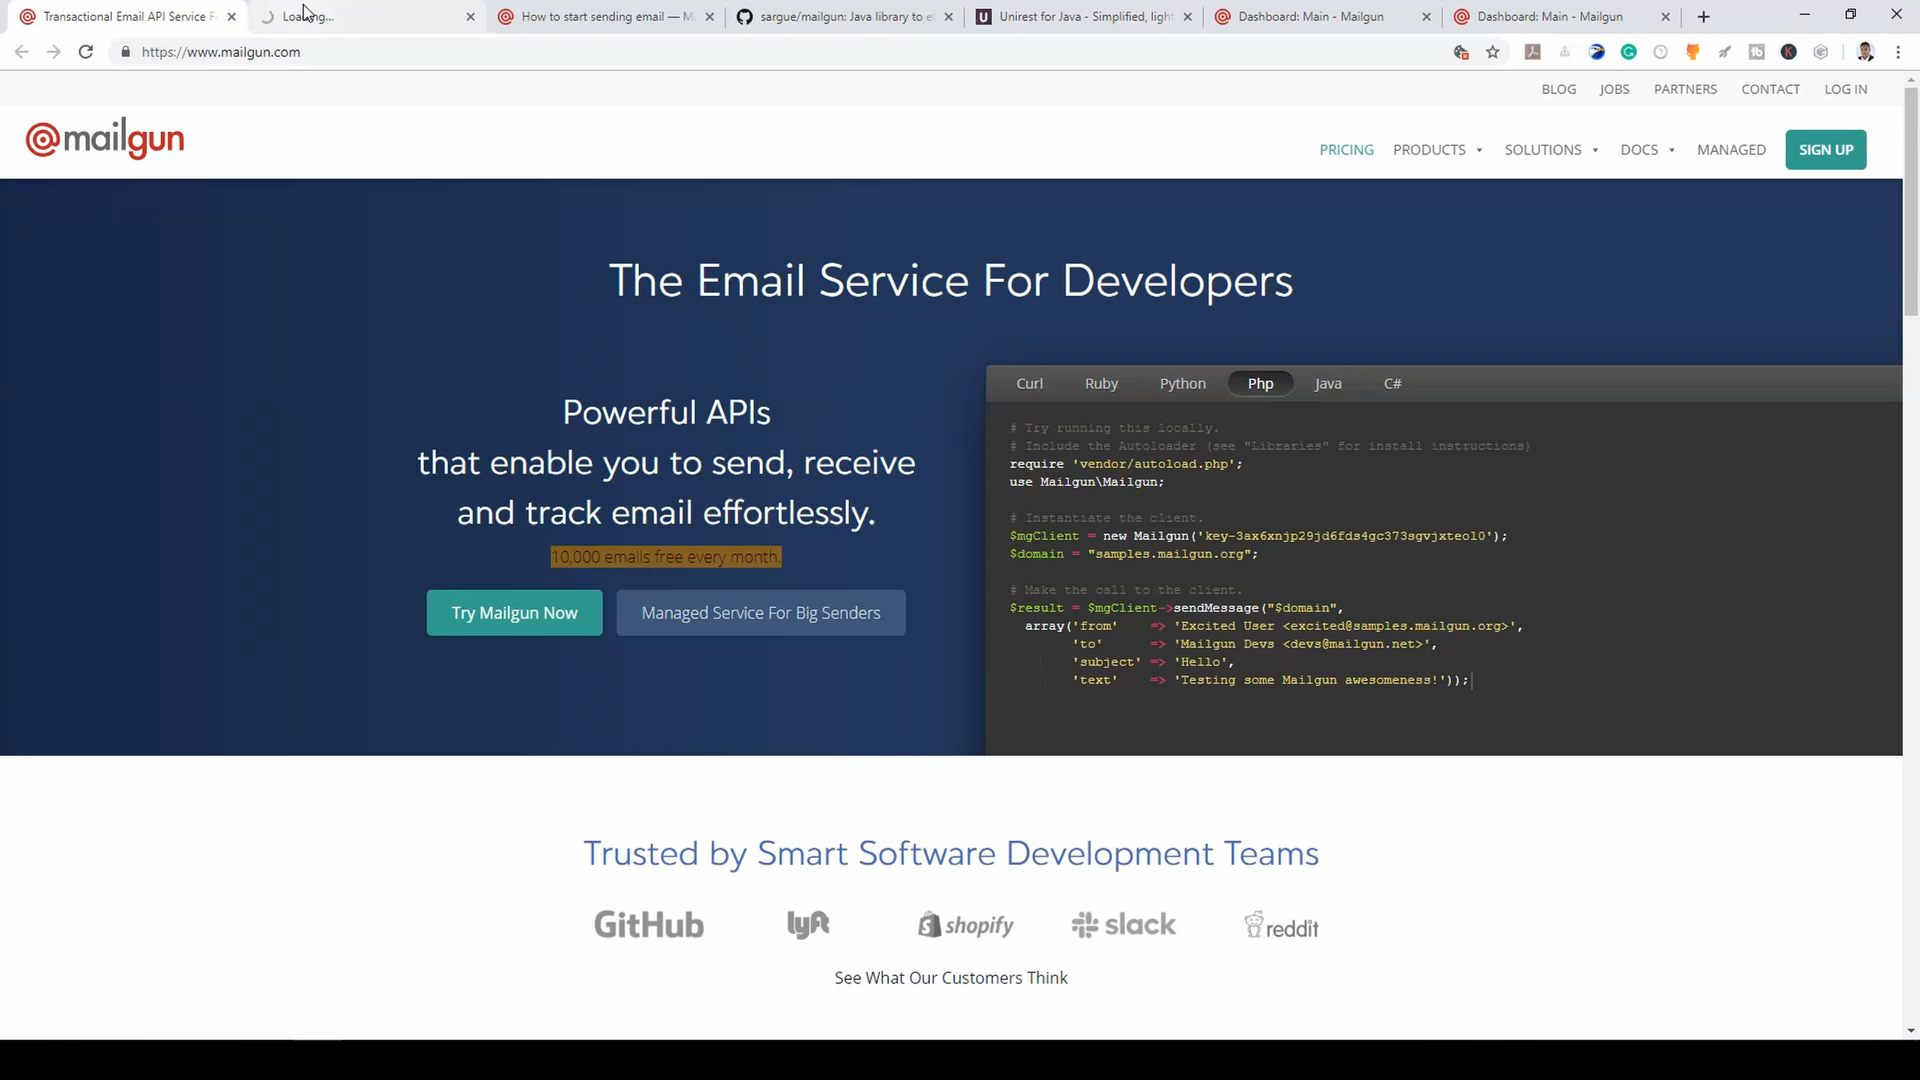 Transactional Email API Service F
Loading...
How to start sending email — M
sargue/mailgun: Java library to e
Unirest for Java - Simplified, light
Dashboard: Main - Mailgun
Dashboard: Main - Mailgun
https://www.mailgun.com
BLOG
JOBS
PARTNERS
CONTACT
LOG IN
@mailgun
PRICING
PRODUCTS
SOLUTIONS
DOCS
MANAGED
SIGN UP
The Email Service For Developers
Powerful APIs
that enable you to send, receive
and track email effortlessly.
10,000 emails free every month.
Try Mailgun Now
Managed Service For Big Senders
Curl
Ruby
Python
Php
Java
C#
# Try running this locally.
# Include the Autoloader (see "Libraries" for install instructions)
require 'vendor/autoload.php';
use Mailgun\Mailgun;
# Instantiate the client.
$mgClient = new Mailgun('key-3ax6xnjp29jd6fds4gc373sgvjxteol0');
$domain = "samples.mailgun.org";
# Make the call to the client.
$result = $mgClient->sendMessage("$domain",
array('from' => 'Excited User <excited@samples.mailgun.org>',
'to' => 'Mailgun Devs <devs@mailgun.net>',
'subject' => 'Hello',
'text' => 'Testing some Mailgun awesomeness!'));
Trusted by Smart Software Development Teams
GitHub
lyft
shopify
slack
reddit
See What Our Customers Think